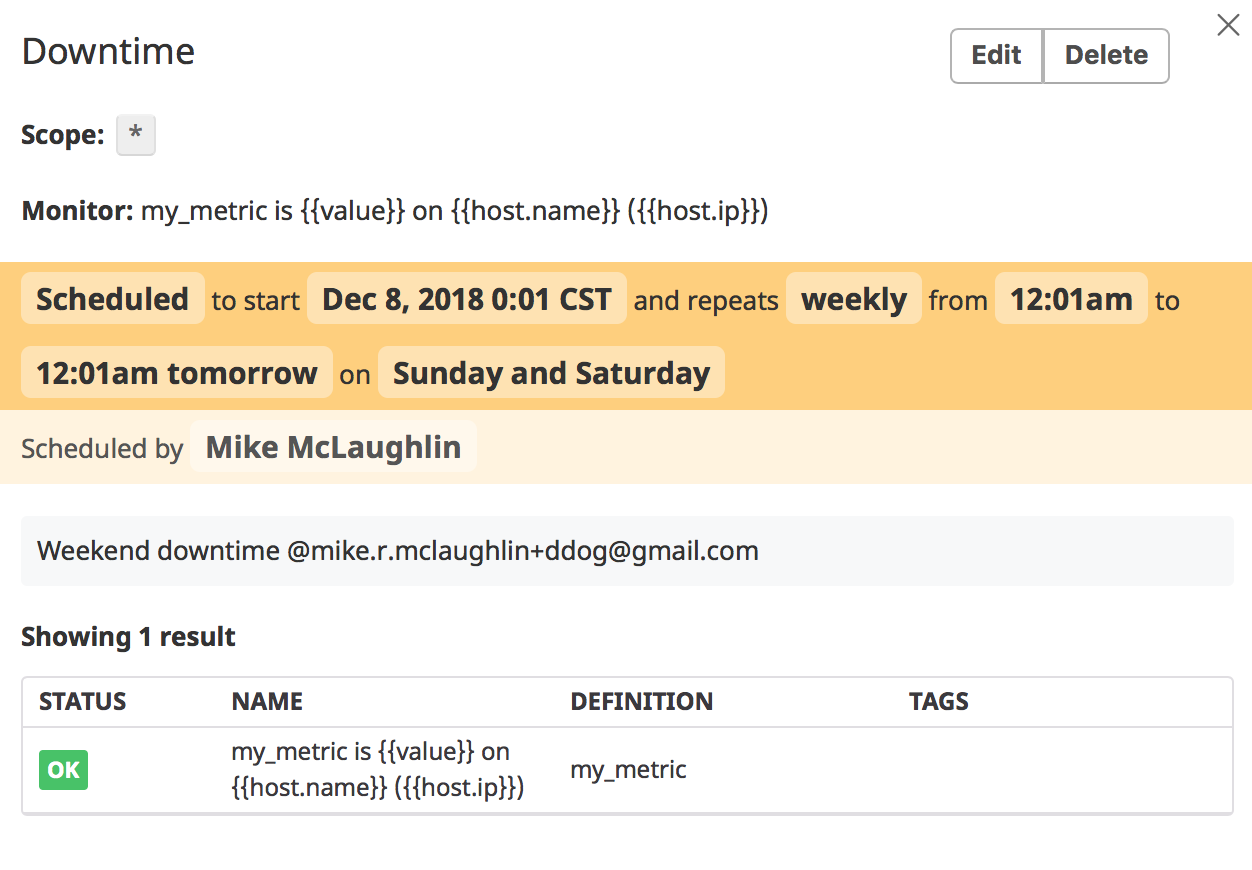 Downtime
Edit Delete
Scope: *
Monitor: my_metric is {{value}} on {{host.name}} ({{host.ip}})
Scheduled to start Dec 8, 2018 0:01 CST and repeats weekly from 12:01am to
12:01am tomorrow on Sunday and Saturday
Scheduled by Mike McLaughlin
Weekend downtime @mike.r.mclaughlin+ddog@gmail.com
Showing 1 result
STATUS NAME DEFINITION TAGS
OK my_metric is {{value}} on
{{host.name}} ({{host.ip}}) my_metric